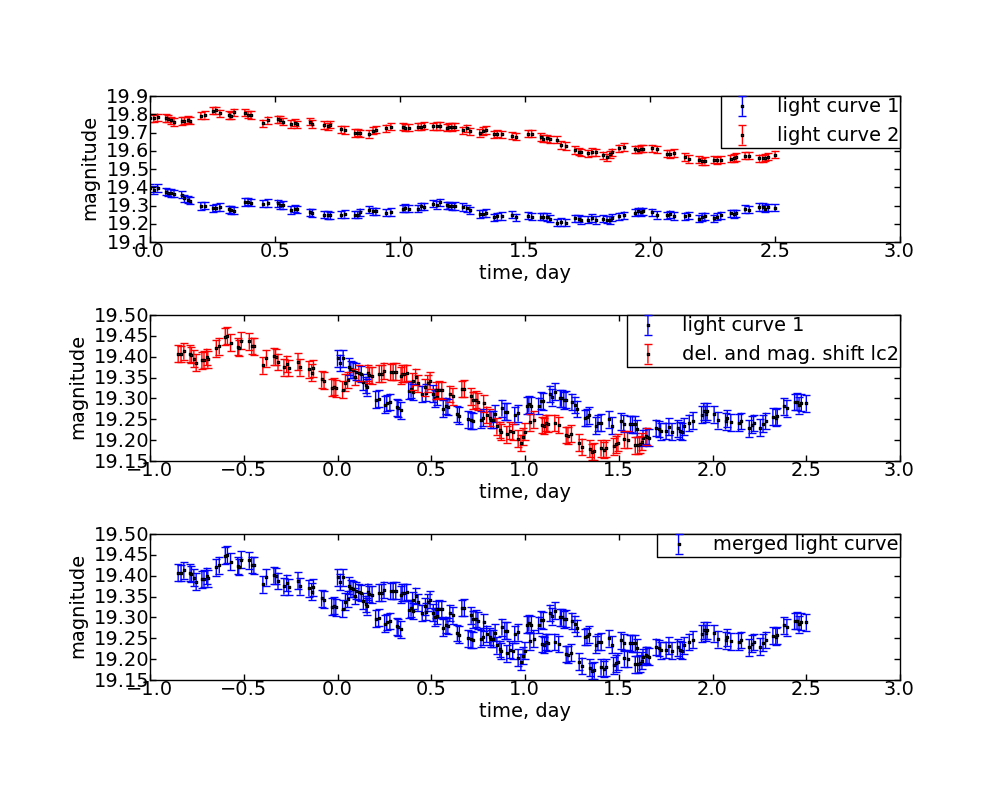 19.9
19.8
19.7
19.6
19.5
19.4
19.3
19.2
19.1
magnitude
light curve 1
light curve 2
0.0 0.5 1.0 1.5 2.0 2.5 3.0
time, day
19.50
19.45
19.40
19.35
19.30
19.25
19.20
19.15
magnitude
light curve 1
del. and mag. shift lc2
−1.0 −0.5 0.0 0.5 1.0 1.5 2.0 2.5 3.0
time, day
19.50
19.45
19.40
19.35
19.30
19.25
19.20
19.15
magnitude
merged light curve
−1.0 −0.5 0.0 0.5 1.0 1.5 2.0 2.5 3.0
time, day